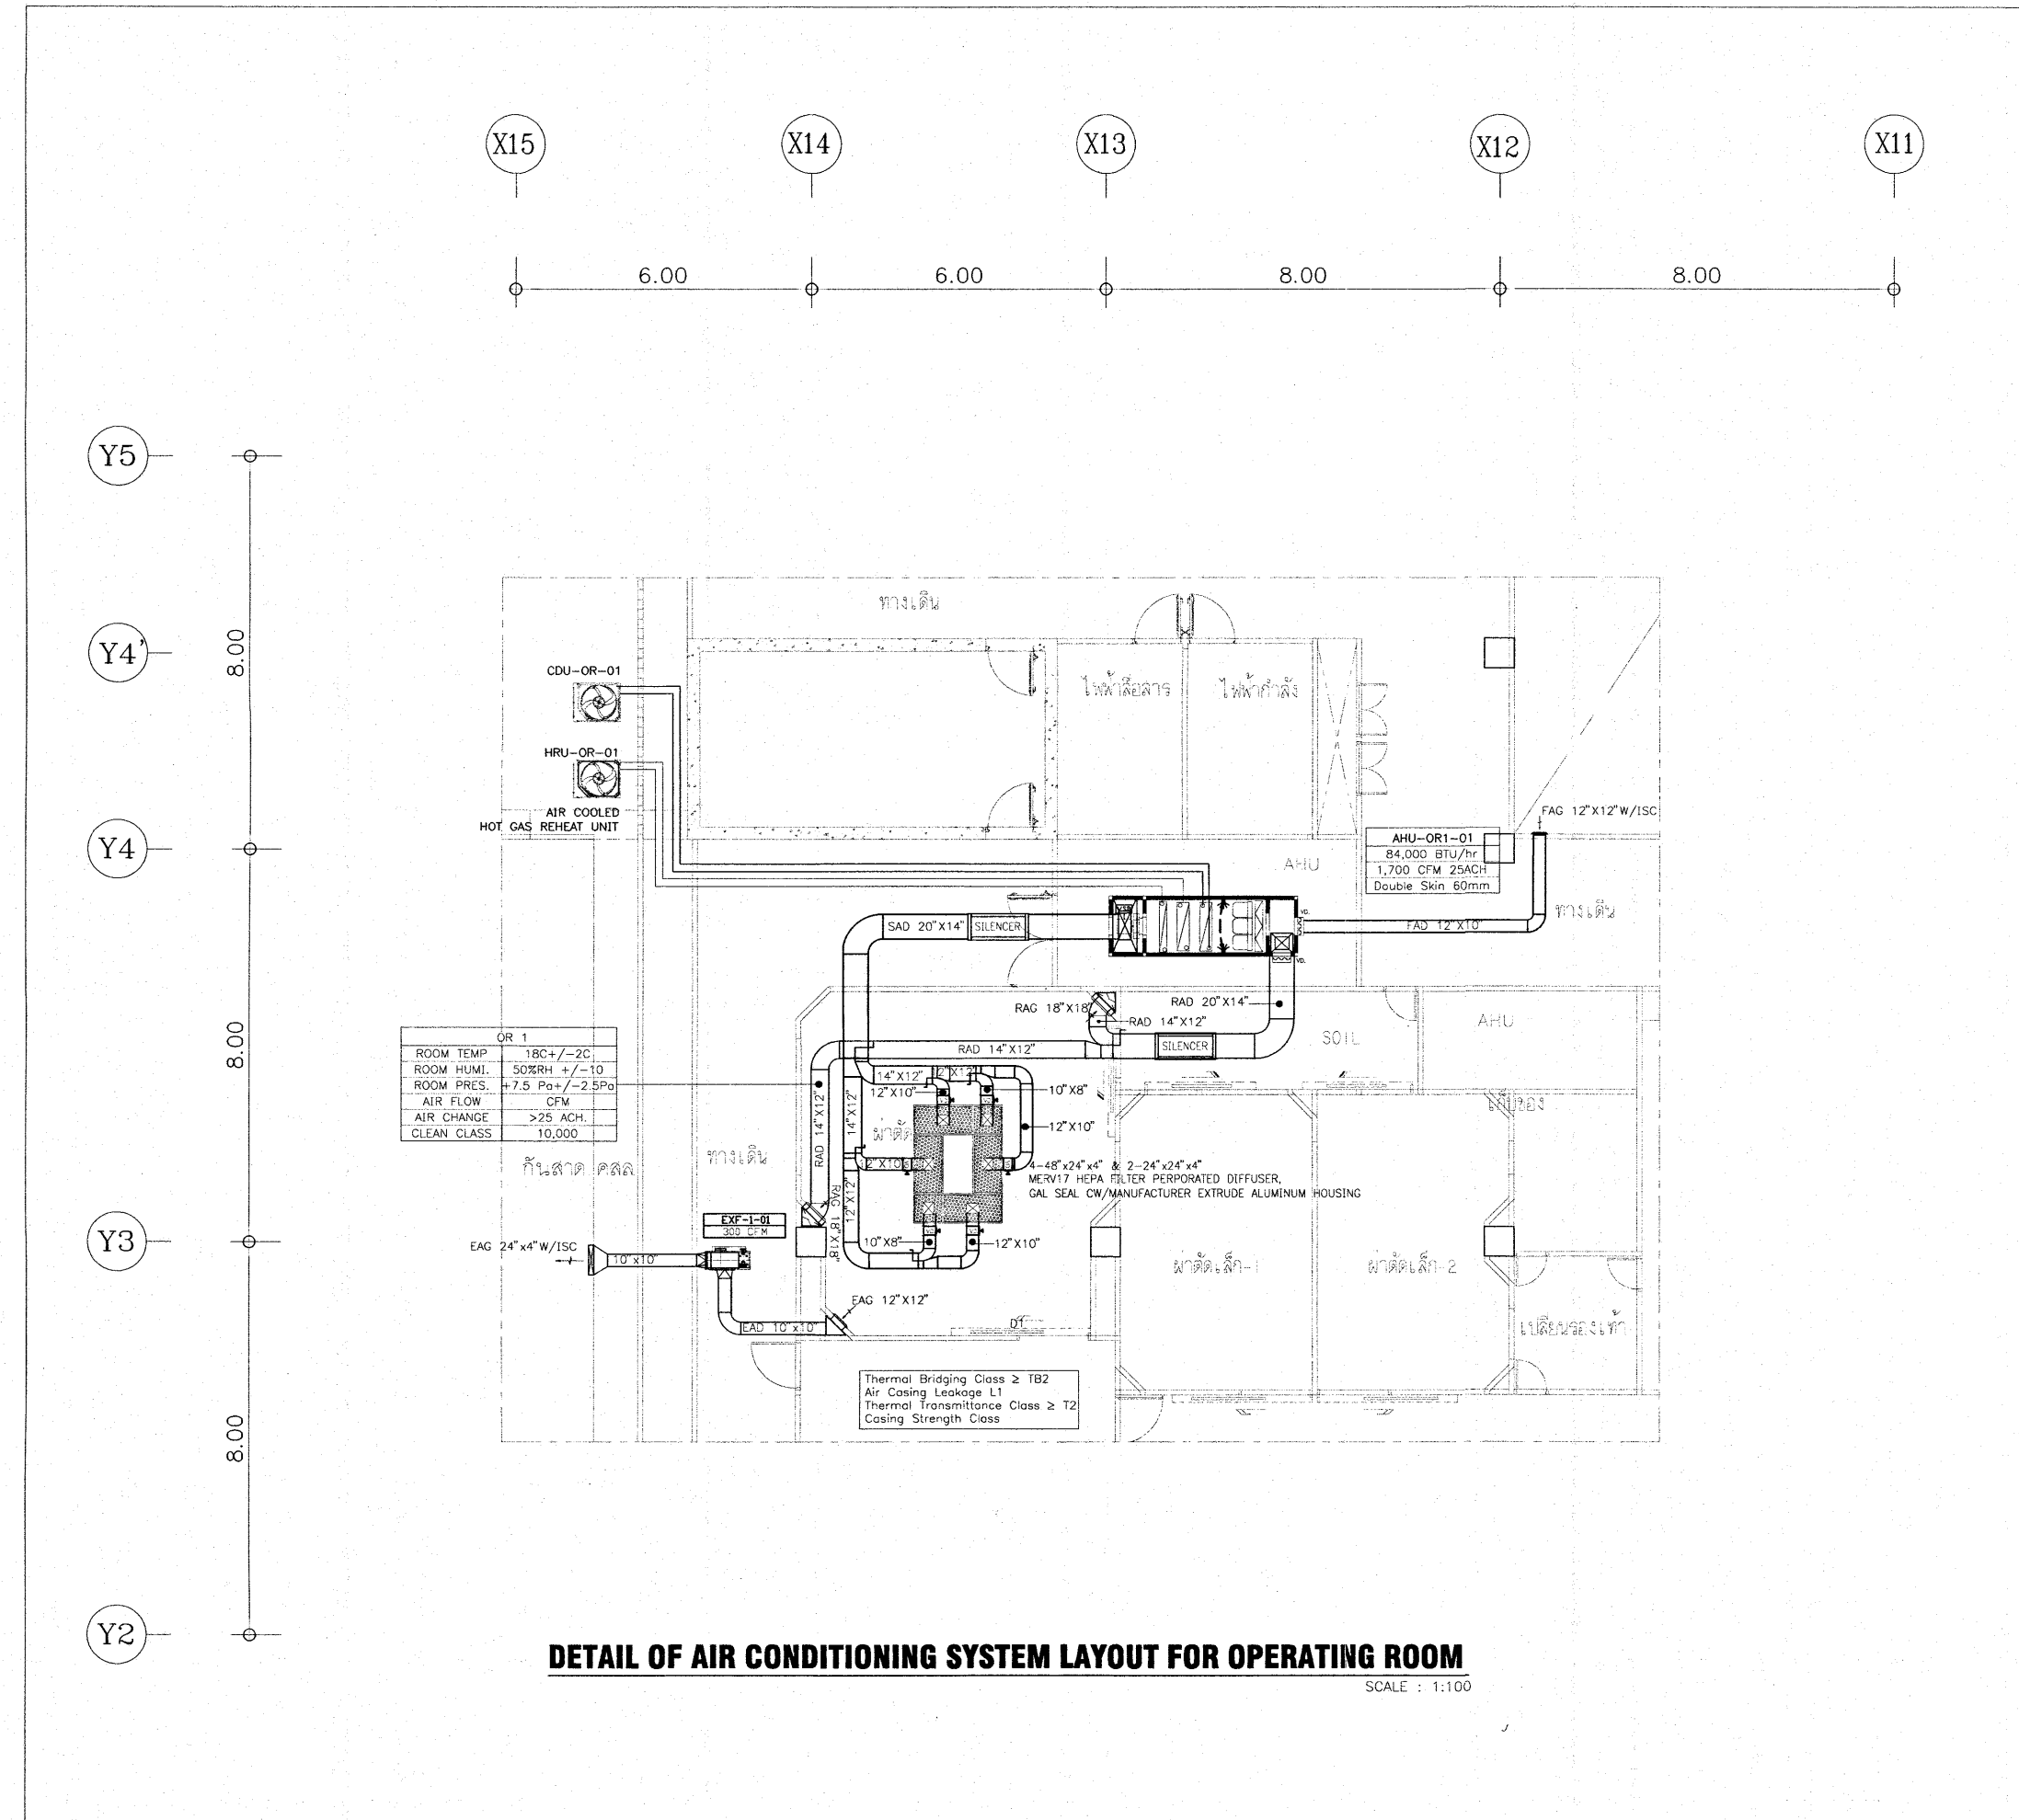 X15
X14
X13
X12
X11
6.00
6.00
8.00
8.00
Y5
Y4'
Y4
Y3
Y2
8.00
8.00
8.00
ทางเดิน
CDU-OR-01
ไฟฟ้าสื่อสาร
ไฟฟ้ากำลัง
HRU-OR-01
AIR COOLED
HOT GAS REHEAT UNIT
FAG 12"X12"W/ISC
AHU-OR1-01
84,000 BTU/hr
1,700 CFM 25ACH
Double Skin 60mm
AHU
ทางเดิน
VD.
SAD 20"X14"
SILENCER
FAD 12"X10"
VD.
RAG 18"X18"
RAD 20"X14"
RAD 14"X12"
AHU
SOIL
RAD 14"X12"
SILENCER
OR 1
ROOM TEMP 18C+/-2C
ROOM HUMI. 50%RH +/-10
ROOM PRES. +7.5 Pa+/-2.5Pa
AIR FLOW CFM
AIR CHANGE >25 ACH.
CLEAN CLASS 10,000
14"X12"
12"X10"
10"X8"
RAD 14"X12"
14"X12"
ผ่าตัด
12"X10"
เก็บของ
ทางเดิน
กันสาด คสล
12"X10"
4-48"x24"x4" & 2-24"x24"x4"
MERV17 HEPA FILTER PERPORATED DIFFUSER,
GAL SEAL CW/MANUFACTURER EXTRUDE ALUMINUM HOUSING
RAG 18"X18"
12"X12"
EXF-1-01
300 CFM
EAG 24"x4"W/ISC
10"x10"
10"X8"
12"X10"
ผ่าตัดเล็ก-1
ผ่าตัดเล็ก-2
EAG 12"X12"
EAD 10"x10"
D1
เปลี่ยนรองเท้า
Thermal Bridging Class ≥ TB2
Air Casing Leakage L1
Thermal Transmittance Class ≥ T2
Casing Strength Class
DETAIL OF AIR CONDITIONING SYSTEM LAYOUT FOR OPERATING ROOM
SCALE : 1:100